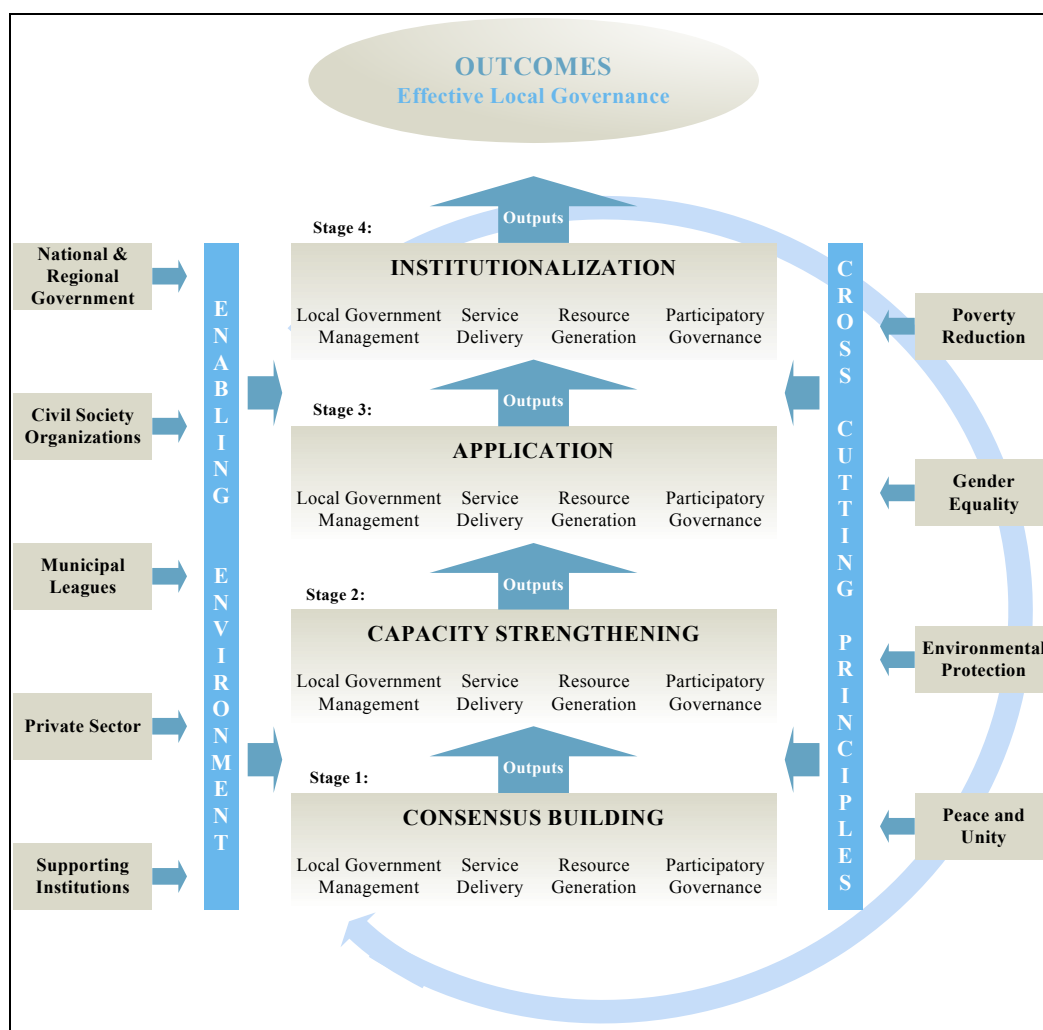 OUTCOMES
Effective Local Governance
Outputs
Stage 4:
INSTITUTIONALIZATION
Local Government
Management
Service
Delivery
Resource
Generation
Participatory
Governance
Outputs
Stage 3:
APPLICATION
Local Government
Management
Service
Delivery
Resource
Generation
Participatory
Governance
Outputs
Stage 2:
CAPACITY STRENGTHENING
Local Government
Management
Service
Delivery
Resource
Generation
Participatory
Governance
Outputs
Stage 1:
CONSENSUS BUILDING
Local Government
Management
Service
Delivery
Resource
Generation
Participatory
Governance
National &
Regional
Government
Civil Society
Organizations
Municipal
Leagues
Private Sector
Supporting
Institutions
ENABLING ENVIRONMENT
CROSS CUTTING PRINCIPLES
Poverty
Reduction
Gender
Equality
Environmental
Protection
Peace and
Unity